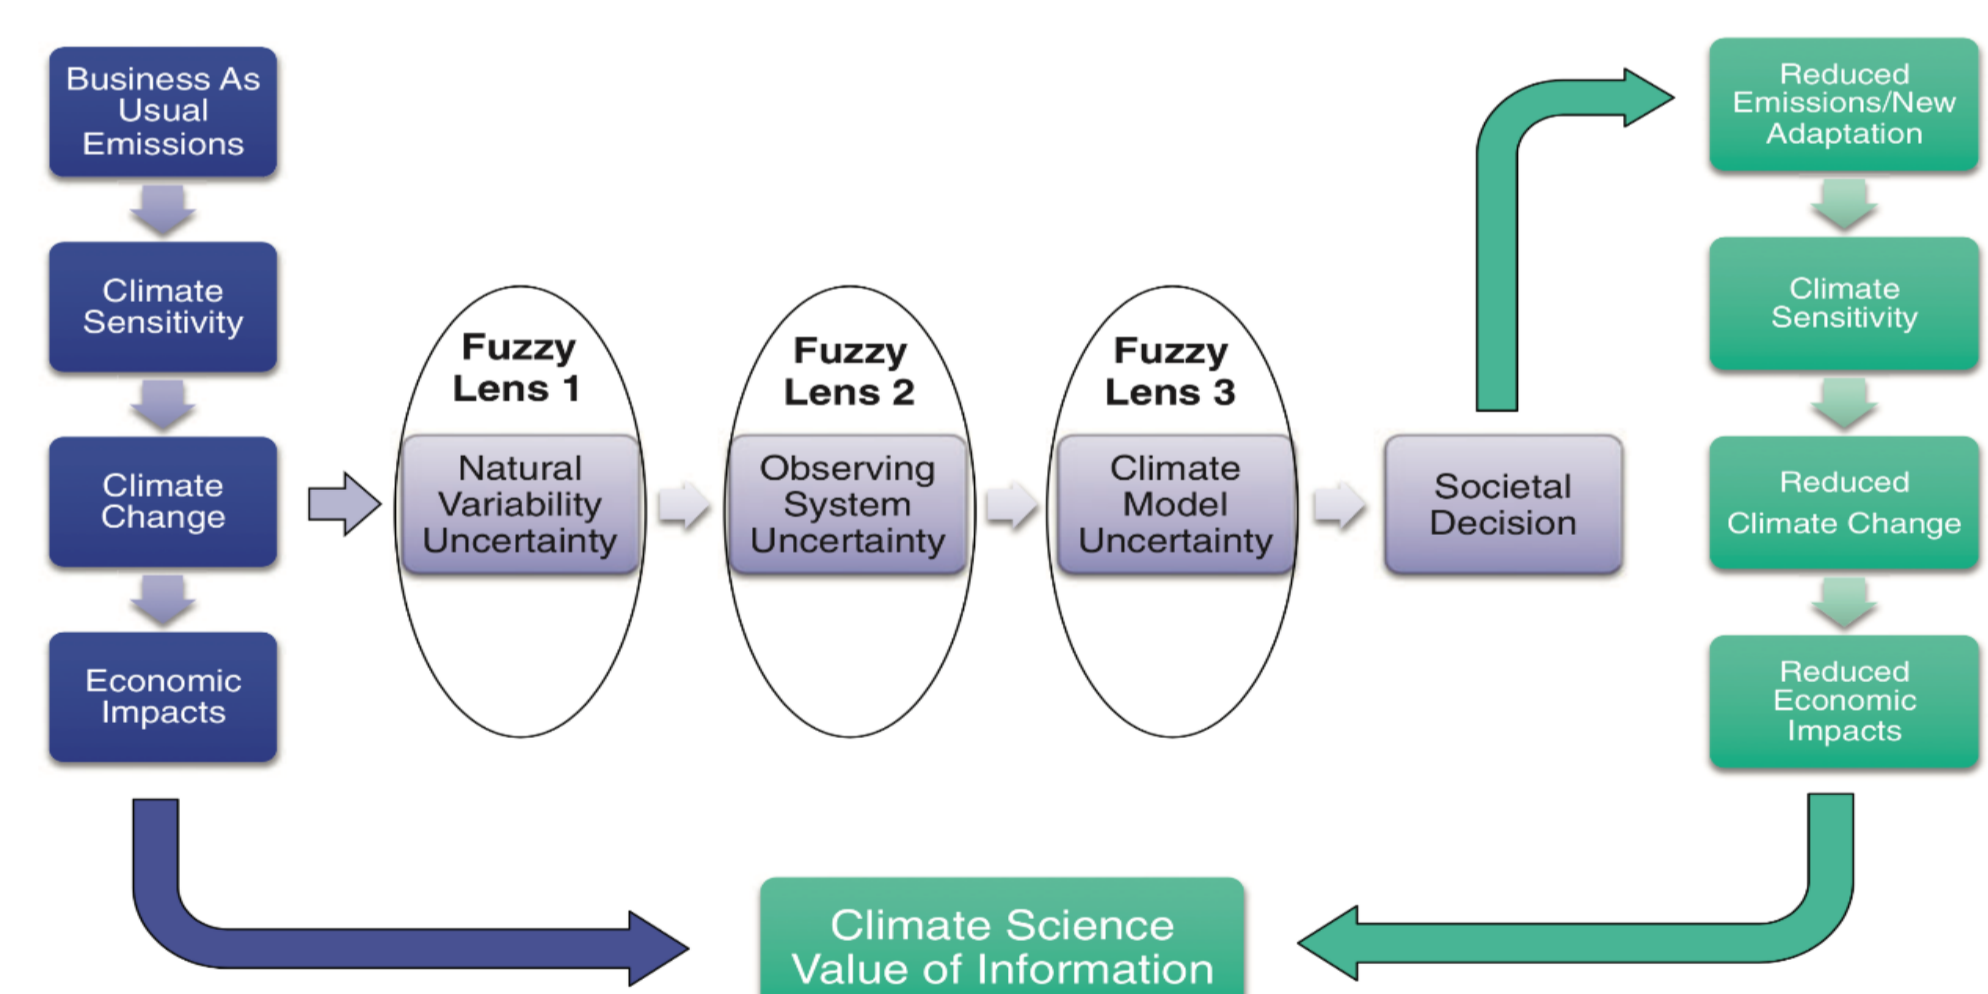 Business As
Usual
Emissions
Climate
Sensitivity
Climate
Change
Economic
Impacts
Fuzzy
Lens 1
Natural
Variability
Uncertainty
Fuzzy
Lens 2
Observing
System
Uncertainty
Fuzzy
Lens 3
Climate
Model
Uncertainty
Societal
Decision
Reduced
Emissions/New
Adaptation
Climate
Sensitivity
Reduced
Climate Change
Reduced
Economic
Impacts
Climate Science
Value of Information